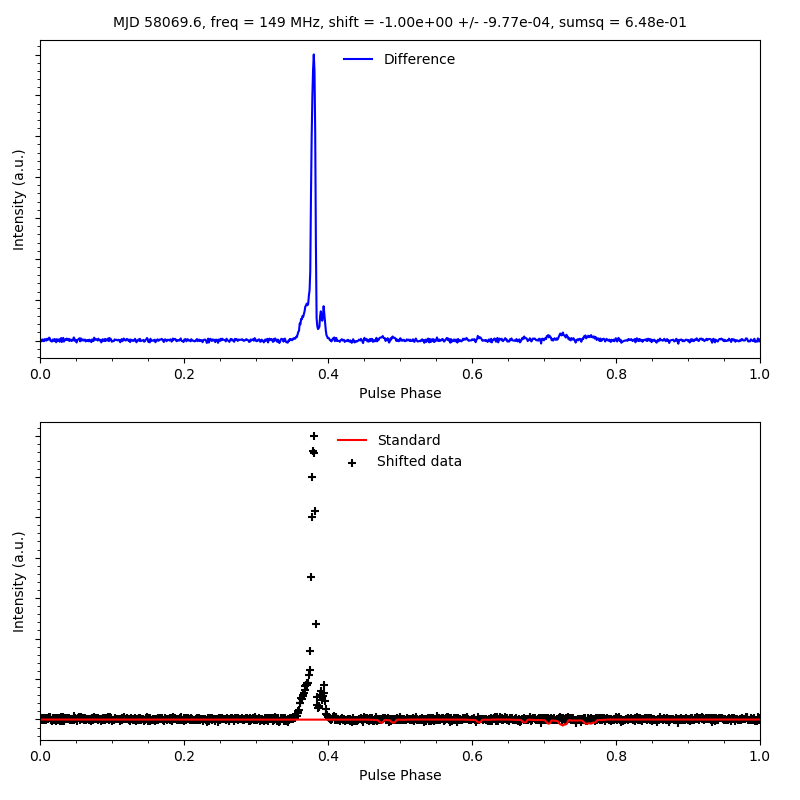 MJD 58069.6, freq = 149 MHz, shift = -1.00e+00 +/- -9.77e-04, sumsq = 6.48e-01
Difference
Intensity (a.u.)
0.0 0.2 0.4 0.6 0.8 1.0
Pulse Phase
Standard
Shifted data
Intensity (a.u.)
0.0 0.2 0.4 0.6 0.8 1.0
Pulse Phase